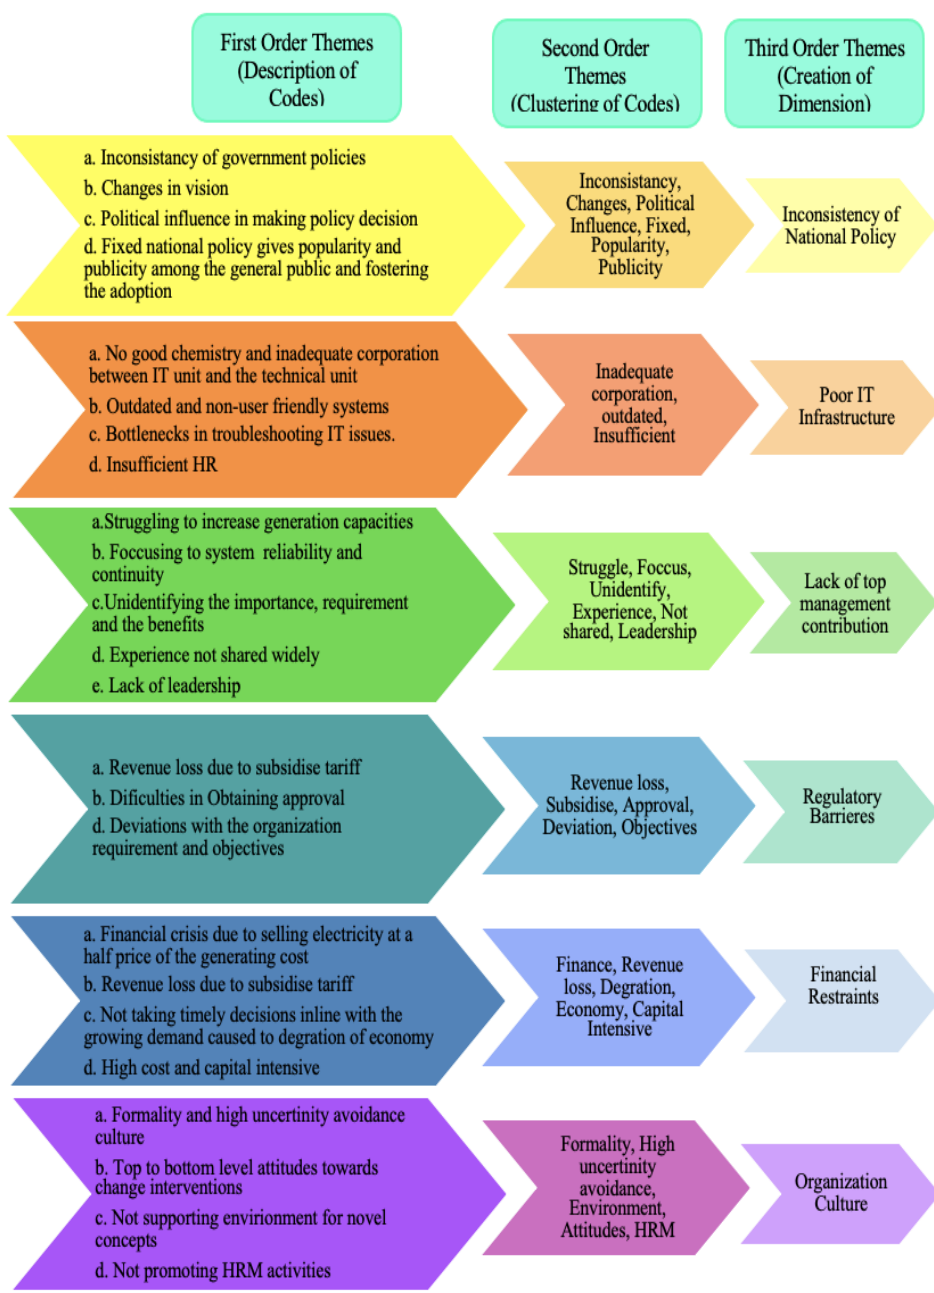 First Order Themes
(Description of
Codes)
Second Order
Themes
(Clustering of Codes)
Third Order Themes
(Creation of
Dimension)
a. Inconsistancy of government policies
b. Changes in vision
c. Political influence in making policy decision
d. Fixed national policy gives popularity and
publicity among the general public and fostering
the adoption
Inconsistancy,
Changes, Political
Influence, Fixed,
Popularity,
Publicity
Inconsistency of
National Policy
a. No good chemistry and inadequate corporation
between IT unit and the technical unit
b. Outdated and non-user friendly systems
c. Bottlenecks in troubleshooting IT issues.
d. Insufficient HR
Inadequate
corporation,
outdated,
Insufficient
Poor IT
Infrastructure
a.Struggling to increase generation capacities
b. Foccusing to system reliability and
continuity
c.Unidentifying the importance, requirement
and the benefits
d. Experience not shared widely
e. Lack of leadership
Struggle, Foccus,
Unidentify,
Experience, Not
shared, Leadership
Lack of top
management
contribution
a. Revenue loss due to subsidise tariff
b. Dificulties in Obtaining approval
d. Deviations with the organization
requirement and objectives
Revenue loss,
Subsidise, Approval,
Deviation, Objectives
Regulatory
Barrieres
a. Financial crisis due to selling electricity at a
half price of the generating cost
b. Revenue loss due to subsidise tariff
c. Not taking timely decisions inline with the
growing demand caused to degration of economy
d. High cost and capital intensive
Finance, Revenue
loss, Degration,
Economy, Capital
Intensive
Financial
Restraints
a. Formality and high uncertinity avoidance
culture
b. Top to bottom level attitudes towards
change interventions
c. Not supporting envirionment for novel
concepts
d. Not promoting HRM activities
Formality, High
uncertinity
avoidance,
Environment,
Attitudes, HRM
Organization
Culture